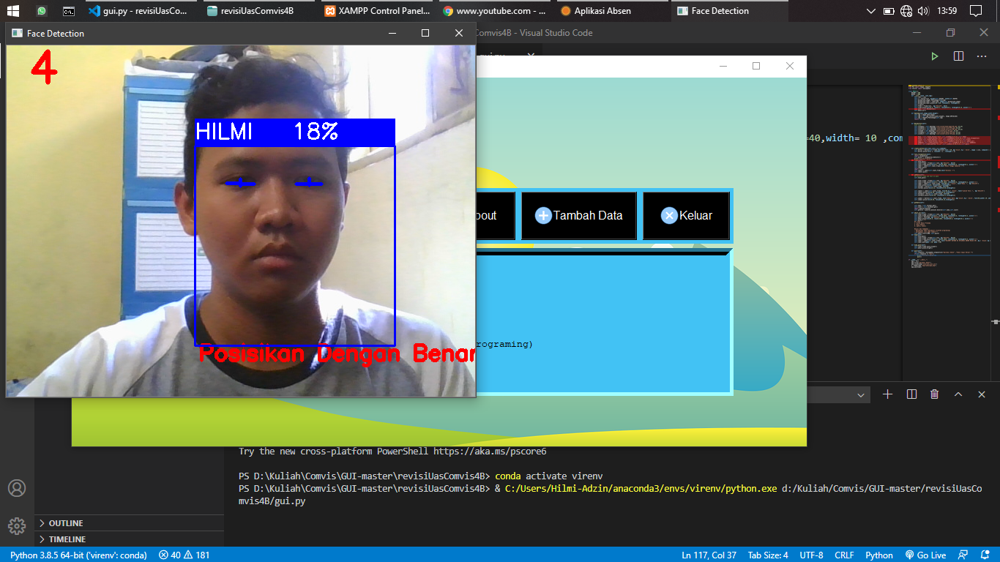 gui.py - revisiUasCo...
revisiUasComvis4B
XAMPP Control Panel...
www.youtube.com - ...
Aplikasi Absen
Face Detection
13:59
Face Detection
Comvis4B - Visual Studio Code
4
HILMI 18%
=40,width= 10 ,com
bout
Tambah Data
Keluar
rograming)
Posisikan Dengan Benar
Try the new cross-platform PowerShell https://aka.ms/pscore6
PS D:\Kuliah\Comvis\GUI-master\revisiUasComvis4B> conda activate virenv
PS D:\Kuliah\Comvis\GUI-master\revisiUasComvis4B> & C:/Users/Hilmi-Adzin/anaconda3/envs/virenv/python.exe d:/Kuliah/Comvis/GUI-master/revisiUasCo
mvis4B/gui.py
OUTLINE
TIMELINE
Python 3.8.5 64-bit ('virenv': conda)
40
181
Ln 117, Col 37
Tab Size: 4
UTF-8
CRLF
Python
Go Live